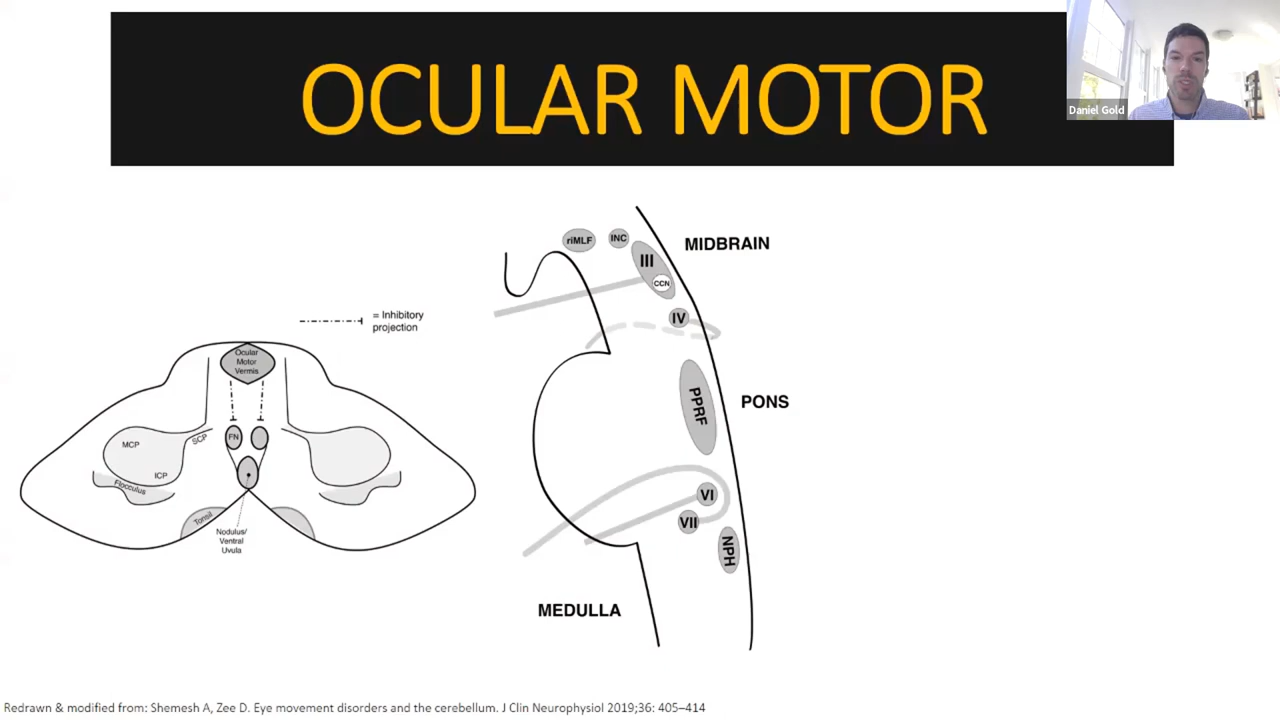 OCULAR MOTOR
Daniel Gold
= Inhibitory
projection
Ocular
Motor
Vermis
FN
MCP
SCP
ICP
Flocculus
Tonsil
Nodulus/
Ventral
Uvula
riMLF
INC
III
CCN
MIDBRAIN
IV
PPRF
PONS
VI
VII
NPH
MEDULLA
Redrawn & modified from: Shemesh A, Zee D. Eye movement disorders and the cerebellum. J Clin Neurophysiol 2019;36: 405–414